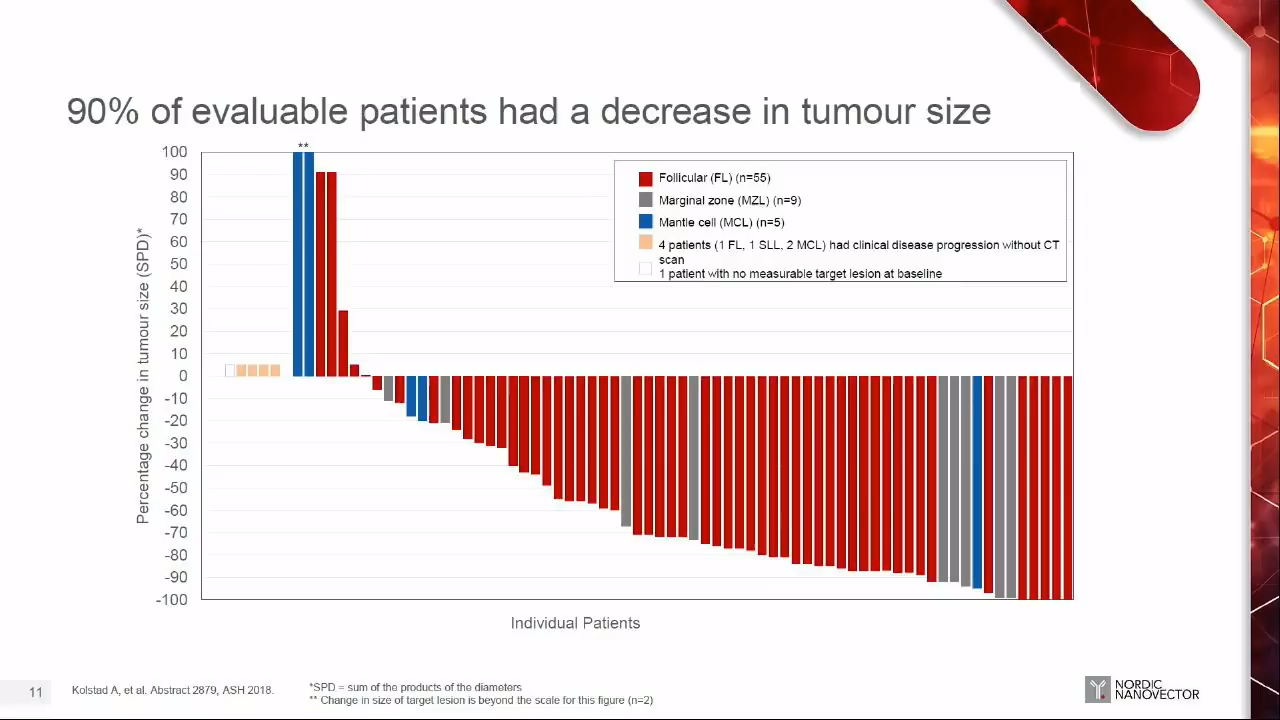 90% of evaluable patients had a decrease in tumour size
**
100
90
80
70
60
50
40
30
20
10
0
-10
-20
-30
-40
-50
-60
-70
-80
-90
-100
Percentage change in tumour size (SPD)*
Follicular (FL) (n=55)
Marginal zone (MZL) (n=9)
Mantle cell (MCL) (n=5)
4 patients (1 FL, 1 SLL, 2 MCL) had clinical disease progression without CT
scan
1 patient with no measurable target lesion at baseline
Individual Patients
11
Kolstad A, et al. Abstract 2879, ASH 2018.
*SPD = sum of the products of the diameters
** Change in size of target lesion is beyond the scale for this figure (n=2)
NORDIC
NANOVECTOR